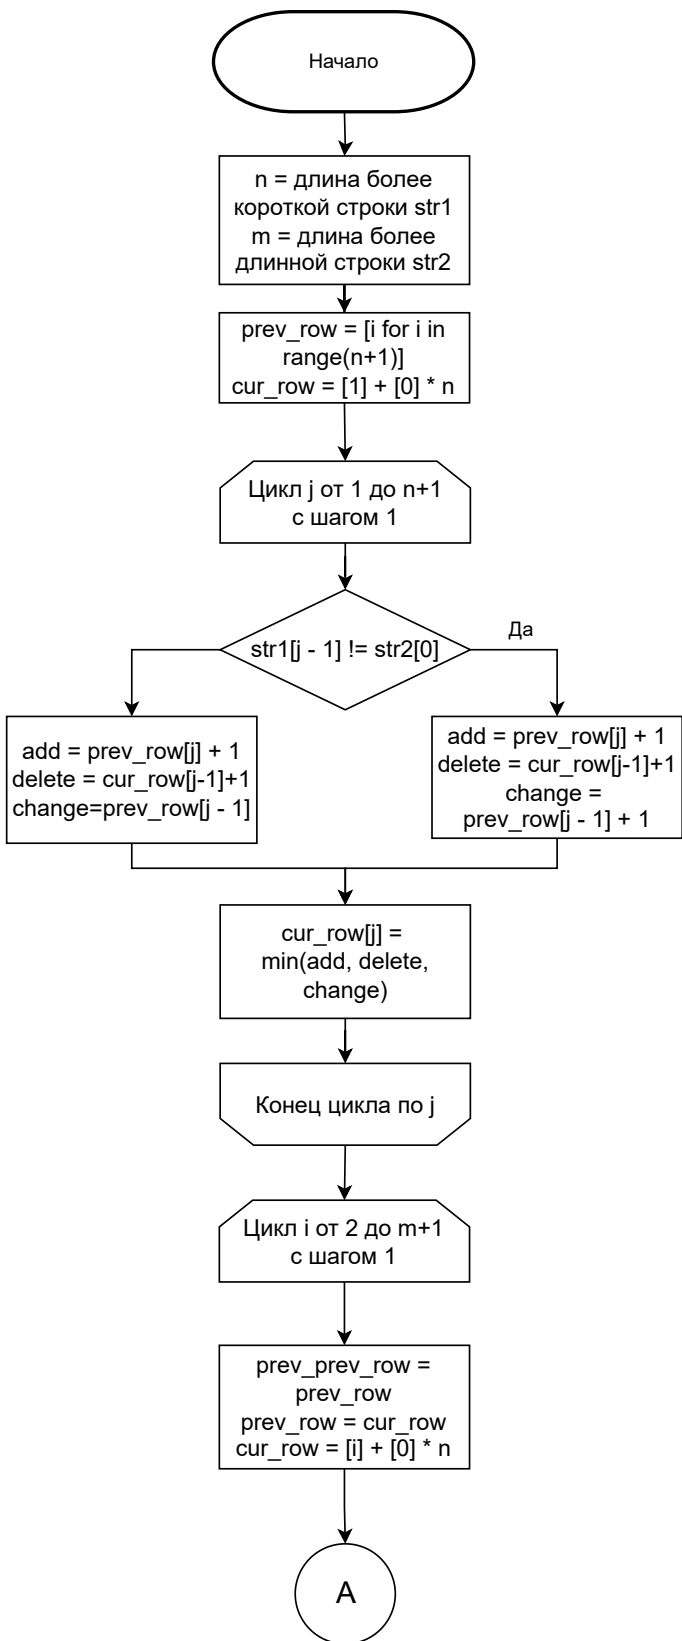 Начало
n = длина более
короткой строки str1
m = длина более
длинной строки str2
prev_row = [i for i in
range(n+1)]
cur_row = [1] + [0] * n
Цикл j от 1 до n+1
с шагом 1
str1[j - 1] != str2[0]
Да
add = prev_row[j] + 1
delete = cur_row[j-1]+1
change=prev_row[j - 1]
add = prev_row[j] + 1
delete = cur_row[j-1]+1
change =
prev_row[j - 1] + 1
cur_row[j] =
min(add, delete,
change)
Конец цикла по j
Цикл i от 2 до m+1
с шагом 1
prev_prev_row =
prev_row
prev_row = cur_row
cur_row = [i] + [0] * n
A